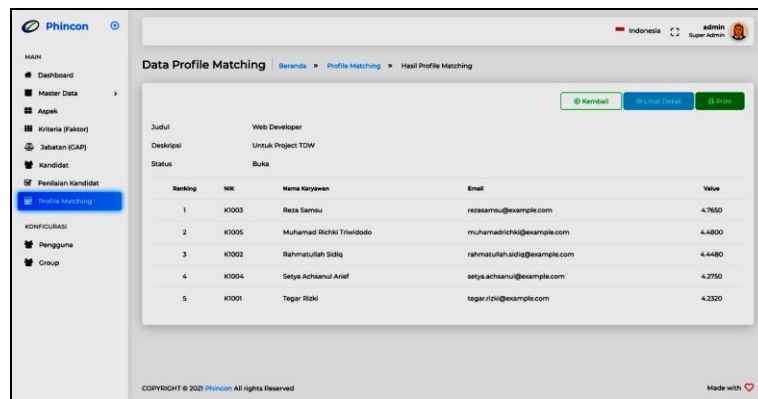 Phincon
Indonesia
admin
Super Admin
MAIN
Dashboard
Master Data
Aspek
Kriteria (Faktor)
Jabatan (GAP)
Kandidat
Penilaian Kandidat
Profile Matching
KONFIGURASI
Pengguna
Group
Data Profile Matching Beranda » Profile Matching » Hasil Profile Matching
Kembali Lihat Detail Print
Judul Web Developer
Deskripsi Untuk Project TDW
Status Buka
Ranking NIK Nama Karyawan Email Value
1 K1003 Reza Samsu rezasamsu@example.com 4.7650
2 K1005 Muhamad Richki Triwidodo muhamadrichki@example.com 4.4800
3 K1002 Rahmatullah Sidiq rahmatullah.sidiq@example.com 4.4480
4 K1004 Setya Achsanul Arief setya.achsanul@example.com 4.2750
5 K1001 Tegar Rizki tegar.rizki@example.com 4.2320
COPYRIGHT © 2021 Phincon All rights Reserved
Made with